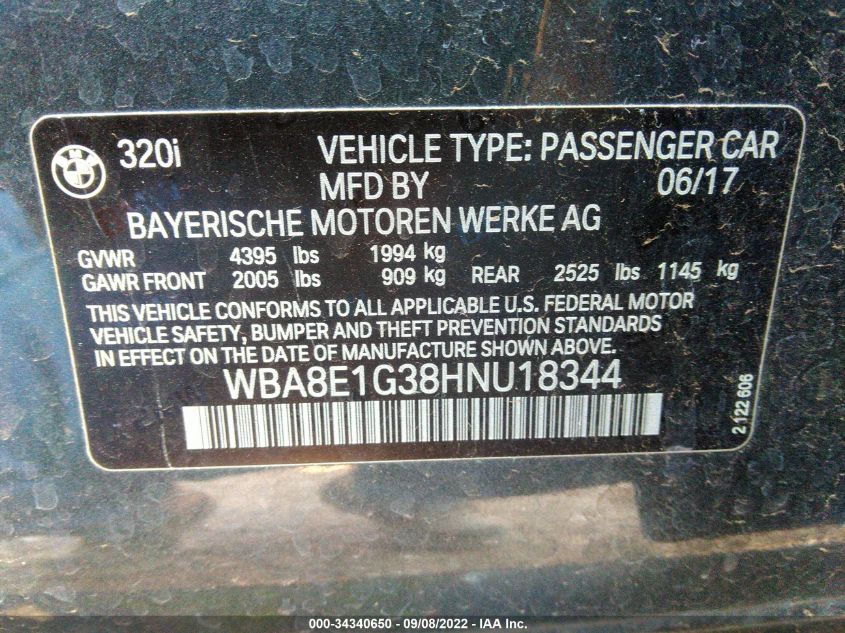 320i VEHICLE TYPE: PASSENGER CAR
MFD BY 06/17
BAYERISCHE MOTOREN WERKE AG
GVWR 4395 lbs 1994 kg
GAWR FRONT 2005 lbs 909 kg REAR 2525 lbs 1145 kg
THIS VEHICLE CONFORMS TO ALL APPLICABLE U.S. FEDERAL MOTOR
VEHICLE SAFETY, BUMPER AND THEFT PREVENTION STANDARDS
IN EFFECT ON THE DATE OF MANUFACTURE SHOWN ABOVE.
WBA8E1G38HNU18344
2 122 606
000-34340650 - 09/08/2022 - IAA Inc.